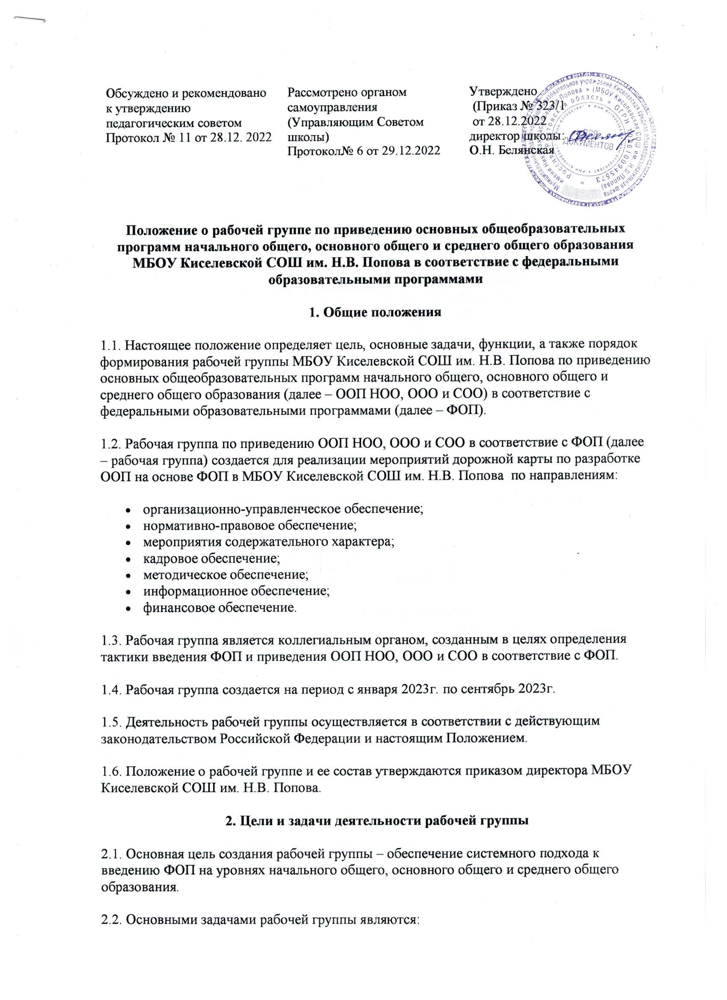 Обсуждено и рекомендовано
к утверждению
педагогическим советом
Протокол № 11 от 28.12. 2022
Рассмотрено органом
самоуправления
(Управляющим Советом
школы)
Протокол№ 6 от 29.12.2022
Утверждено
(Приказ № 323/1
от 28.12.2022
директор школы:
О.Н. Белянская
ДЛЯ
ДОКУМЕНТОВ
Положение о рабочей группе по приведению основных общеобразовательных
программ начального общего, основного общего и среднего общего образования
МБОУ Киселевской СОШ им. Н.В. Попова в соответствие с федеральными
образовательными программами
1. Общие положения
1.1. Настоящее положение определяет цель, основные задачи, функции, а также порядок
формирования рабочей группы МБОУ Киселевской СОШ им. Н.В. Попова по приведению
основных общеобразовательных программ начального общего, основного общего и
среднего общего образования (далее – ООП НОО, ООО и СОО) в соответствие с
федеральными образовательными программами (далее – ФОП).
1.2. Рабочая группа по приведению ООП НОО, ООО и СОО в соответствие с ФОП (далее
– рабочая группа) создается для реализации мероприятий дорожной карты по разработке
ООП на основе ФОП в МБОУ Киселевской СОШ им. Н.В. Попова по направлениям:
• организационно-управленческое обеспечение;
• нормативно-правовое обеспечение;
• мероприятия содержательного характера;
• кадровое обеспечение;
• методическое обеспечение;
• информационное обеспечение;
• финансовое обеспечение.
1.3. Рабочая группа является коллегиальным органом, созданным в целях определения
тактики введения ФОП и приведения ООП НОО, ООО и СОО в соответствие с ФОП.
1.4. Рабочая группа создается на период с января 2023г. по сентябрь 2023г.
1.5. Деятельность рабочей группы осуществляется в соответствии с действующим
законодательством Российской Федерации и настоящим Положением.
1.6. Положение о рабочей группе и ее состав утверждаются приказом директора МБОУ
Киселевской СОШ им. Н.В. Попова.
2. Цели и задачи деятельности рабочей группы
2.1. Основная цель создания рабочей группы – обеспечение системного подхода к
введению ФОП на уровнях начального общего, основного общего и среднего общего
образования.
2.2. Основными задачами рабочей группы являются: